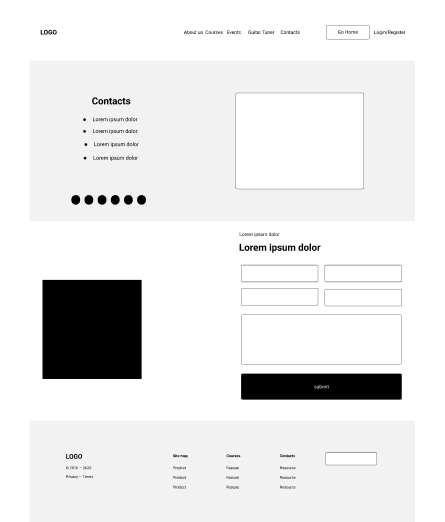 LOGO
About us Courses Events Guitar Tuner Contacts Go Home Login/Register
Contacts
Lorem ipsum dolor
Lorem ipsum dolor
Lorem ipsum dolor
Lorem ipsum dolor
Lorem ipsum dolor
Lorem ipsum dolor
submit
LOGO Site map Courses Contacts
© 2010 — 2023 Product Feature Resource
Privacy — Terms Product Feature Resource
Product Feature Resource